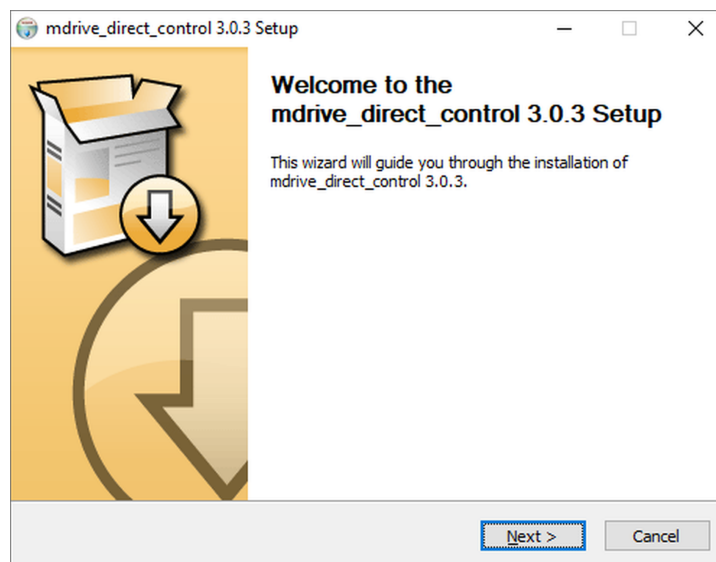 mdrive_direct_control 3.0.3 Setup
Welcome to the
mdrive_direct_control 3.0.3 Setup
This wizard will guide you through the installation of
mdrive_direct_control 3.0.3.
Next >
Cancel